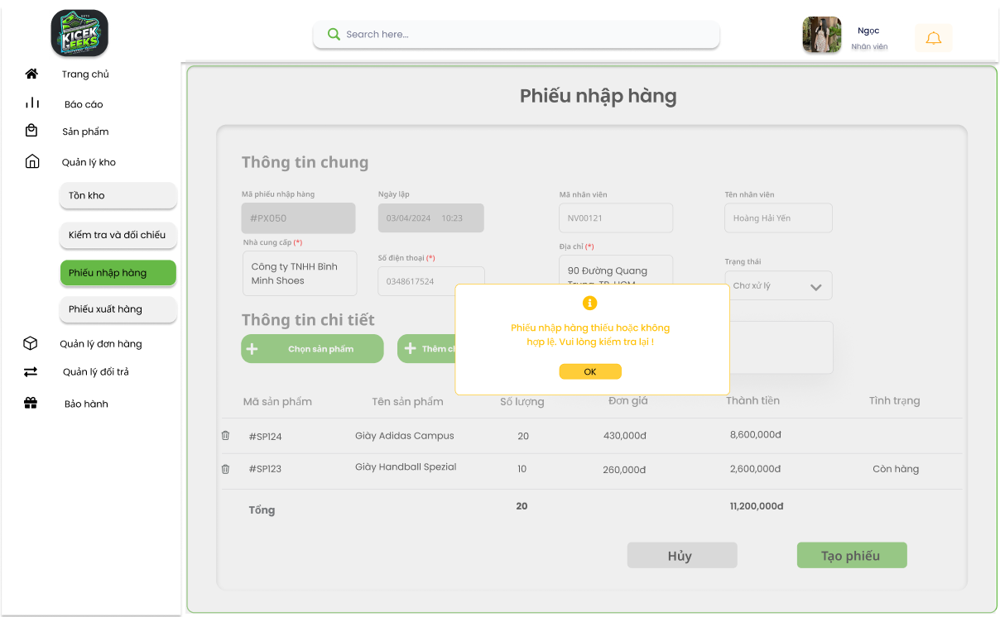 KICEK
GEEKS
Search here...
Ngọc
Nhân viên
Trang chủ
Báo cáo
Sản phẩm
Quản lý kho
Tồn kho
Kiểm tra và đối chiếu
Phiếu nhập hàng
Phiếu xuất hàng
Quản lý đơn hàng
Quản lý đổi trả
Bảo hành
Phiếu nhập hàng
Thông tin chung
Mã phiếu nhập hàng
Ngày lập
Mã nhân viên
Tên nhân viên
#PX050
03/04/2024 10:23
NV00121
Hoàng Hải Yến
Nhà cung cấp (*)
Số điện thoại (*)
Địa chỉ (*)
Trạng thái
Công ty TNHH Bình
Minh Shoes
0348617524
90 Đường Quang
Trung, TP. HCM
Chờ xử lý
Thông tin chi tiết
Chọn sản phẩm
Thêm
Phiếu nhập hàng thiếu hoặc không
hợp lệ. Vui lòng kiểm tra lại !
OK
Mã sản phẩm Tên sản phẩm Số lượng Đơn giá Thành tiền Tình trạng
#SP124 Giày Adidas Campus 20 430,000đ 8,600,000đ
#SP123 Giày Handball Spezial 10 260,000đ 2,600,000đ Còn hàng
Tổng 20 11,200,000đ
Hủy
Tạo phiếu